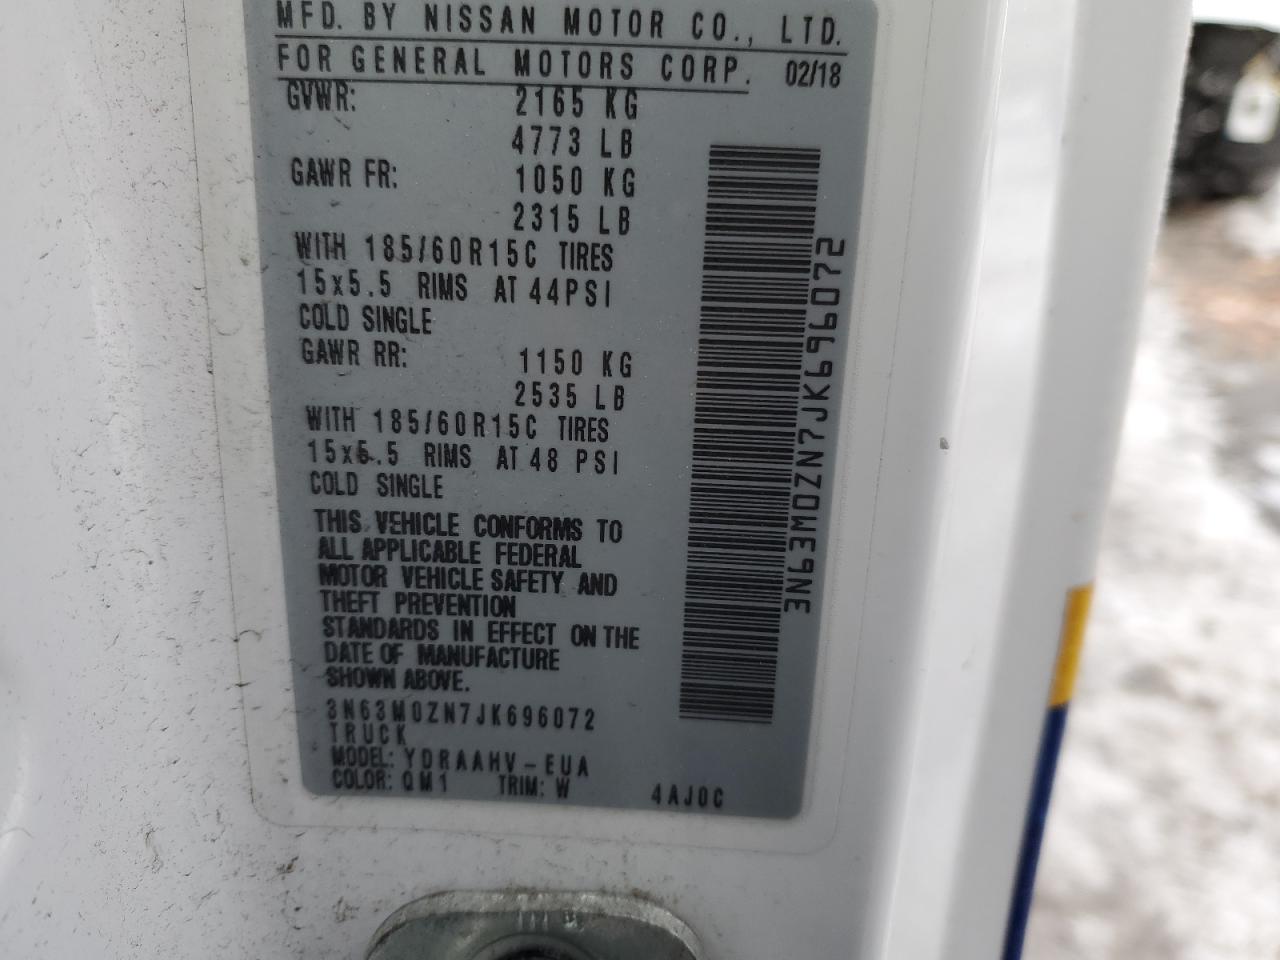 MFD. BY NISSAN MOTOR CO., LTD.
FOR GENERAL MOTORS CORP. 02/18
GVWR: 2165 KG
4773 LB
GAWR FR: 1050 KG
2315 LB
WITH 185/60R15C TIRES
15x5.5 RIMS AT 44PSI
COLD SINGLE
GAWR RR: 1150 KG
2535 LB
WITH 185/60R15C TIRES
15x5.5 RIMS AT 48 PSI
COLD SINGLE
THIS VEHICLE CONFORMS TO
ALL APPLICABLE FEDERAL
MOTOR VEHICLE SAFETY AND
THEFT PREVENTION
STANDARDS IN EFFECT ON THE
DATE OF MANUFACTURE
SHOWN ABOVE.
3N63M0ZN7JK696072
TRUCK
MODEL: YDRAAHV-EUA
COLOR: QM1 TRIM: W 4AJ0C
3N63M0ZN7JK696072